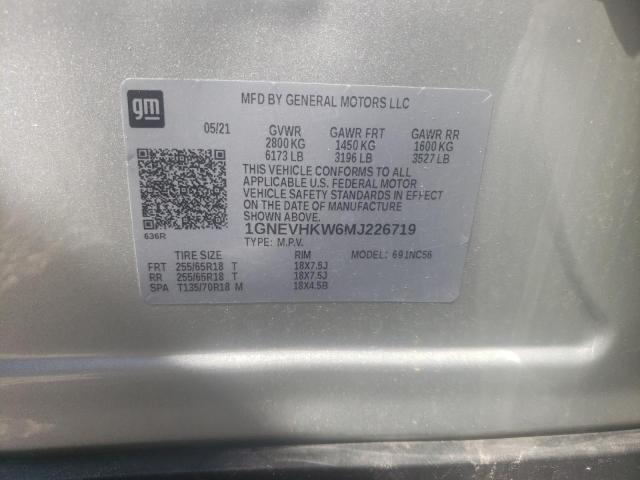 gm
MFD BY GENERAL MOTORS LLC
05/21 GVWR GAWR FRT GAWR RR
2800 KG 1450 KG 1600 KG
6173 LB 3196 LB 3527 LB
THIS VEHICLE CONFORMS TO ALL
APPLICABLE U.S. FEDERAL MOTOR
VEHICLE SAFETY STANDARDS IN EFFECT
ON THE DATE OF MANUFACTURE
SHOWN ABOVE.
1GNEVHKW6MJ226719
636R
TYPE: M.P.V.
TIRE SIZE RIM MODEL: 691NC56
FRT 255/65R18 T 18X7.5J
RR 255/65R18 T 18X7.5J
SPA T135/70R18 M 18X4.5B